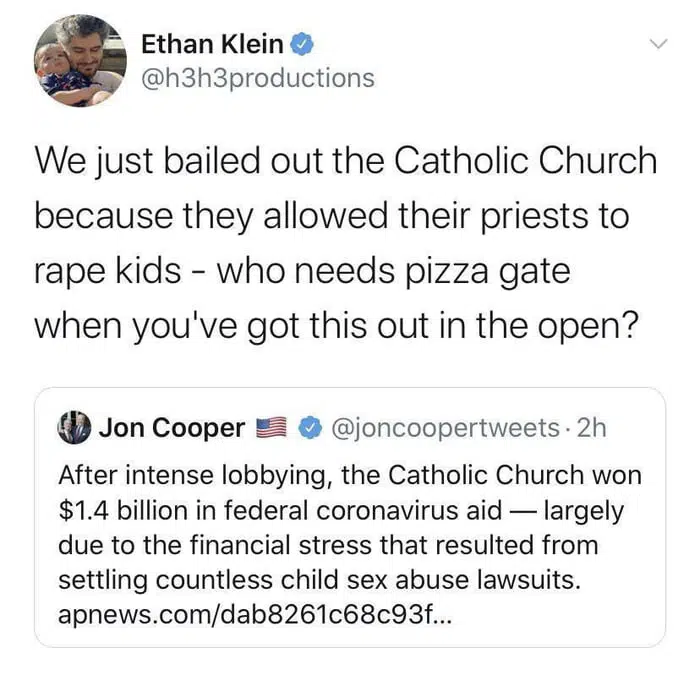 Ethan Klein
@h3h3productions
We just bailed out the Catholic Church
because they allowed their priests to
rape kids - who needs pizza gate
when you've got this out in the open?
Jon Cooper 🇺🇸 @joncoopertweets · 2h
After intense lobbying, the Catholic Church won
$1.4 billion in federal coronavirus aid — largely
due to the financial stress that resulted from
settling countless child sex abuse lawsuits.
apnews.com/dab8261c68c93f...